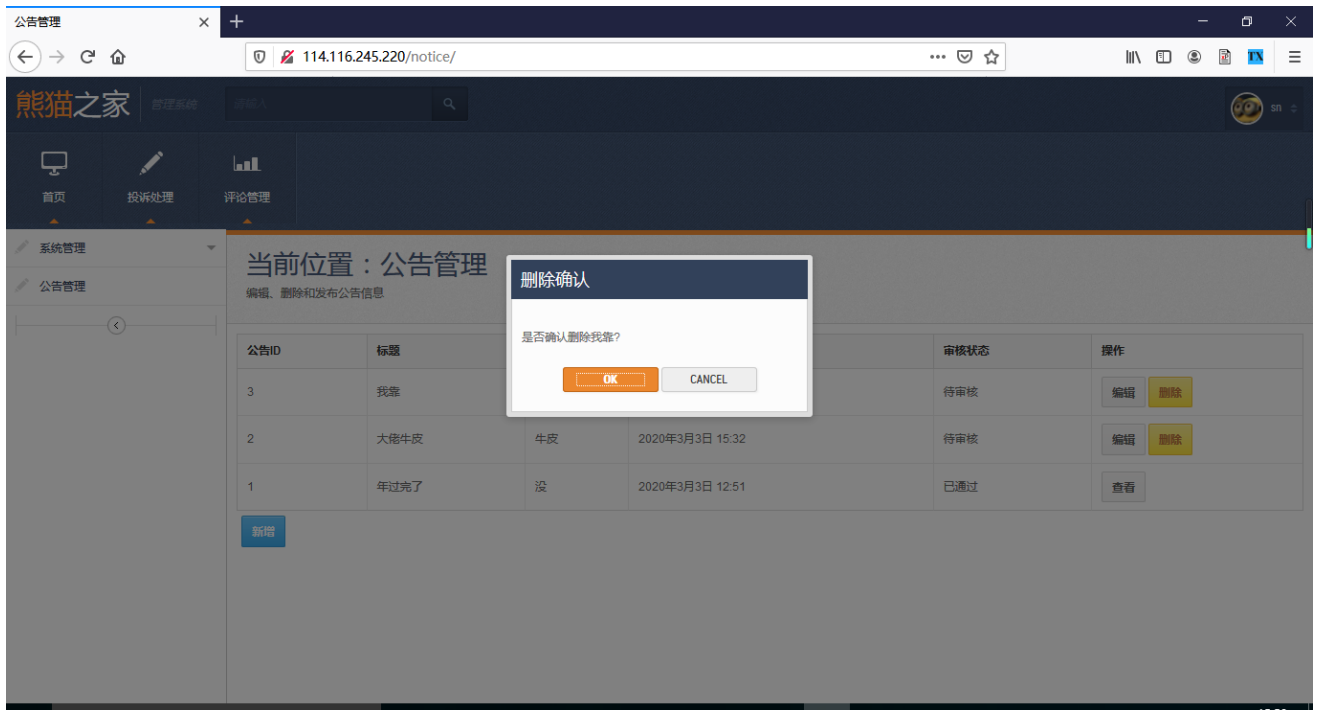 公告管理
114.116.245.220/notice/
熊猫之家 管理系统 请输入 sn
首页 投诉处理 评论管理
系统管理
公告管理
当前位置：公告管理
编辑、删除和发布公告信息
删除确认
是否确认删除我靠?
OK CANCEL
公告ID 标题 审核状态 操作
3 我靠 待审核 编辑 删除
2 大佬牛皮 牛皮 2020年3月3日 15:32 待审核 编辑 删除
1 年过完了 没 2020年3月3日 12:51 已通过 查看
新增